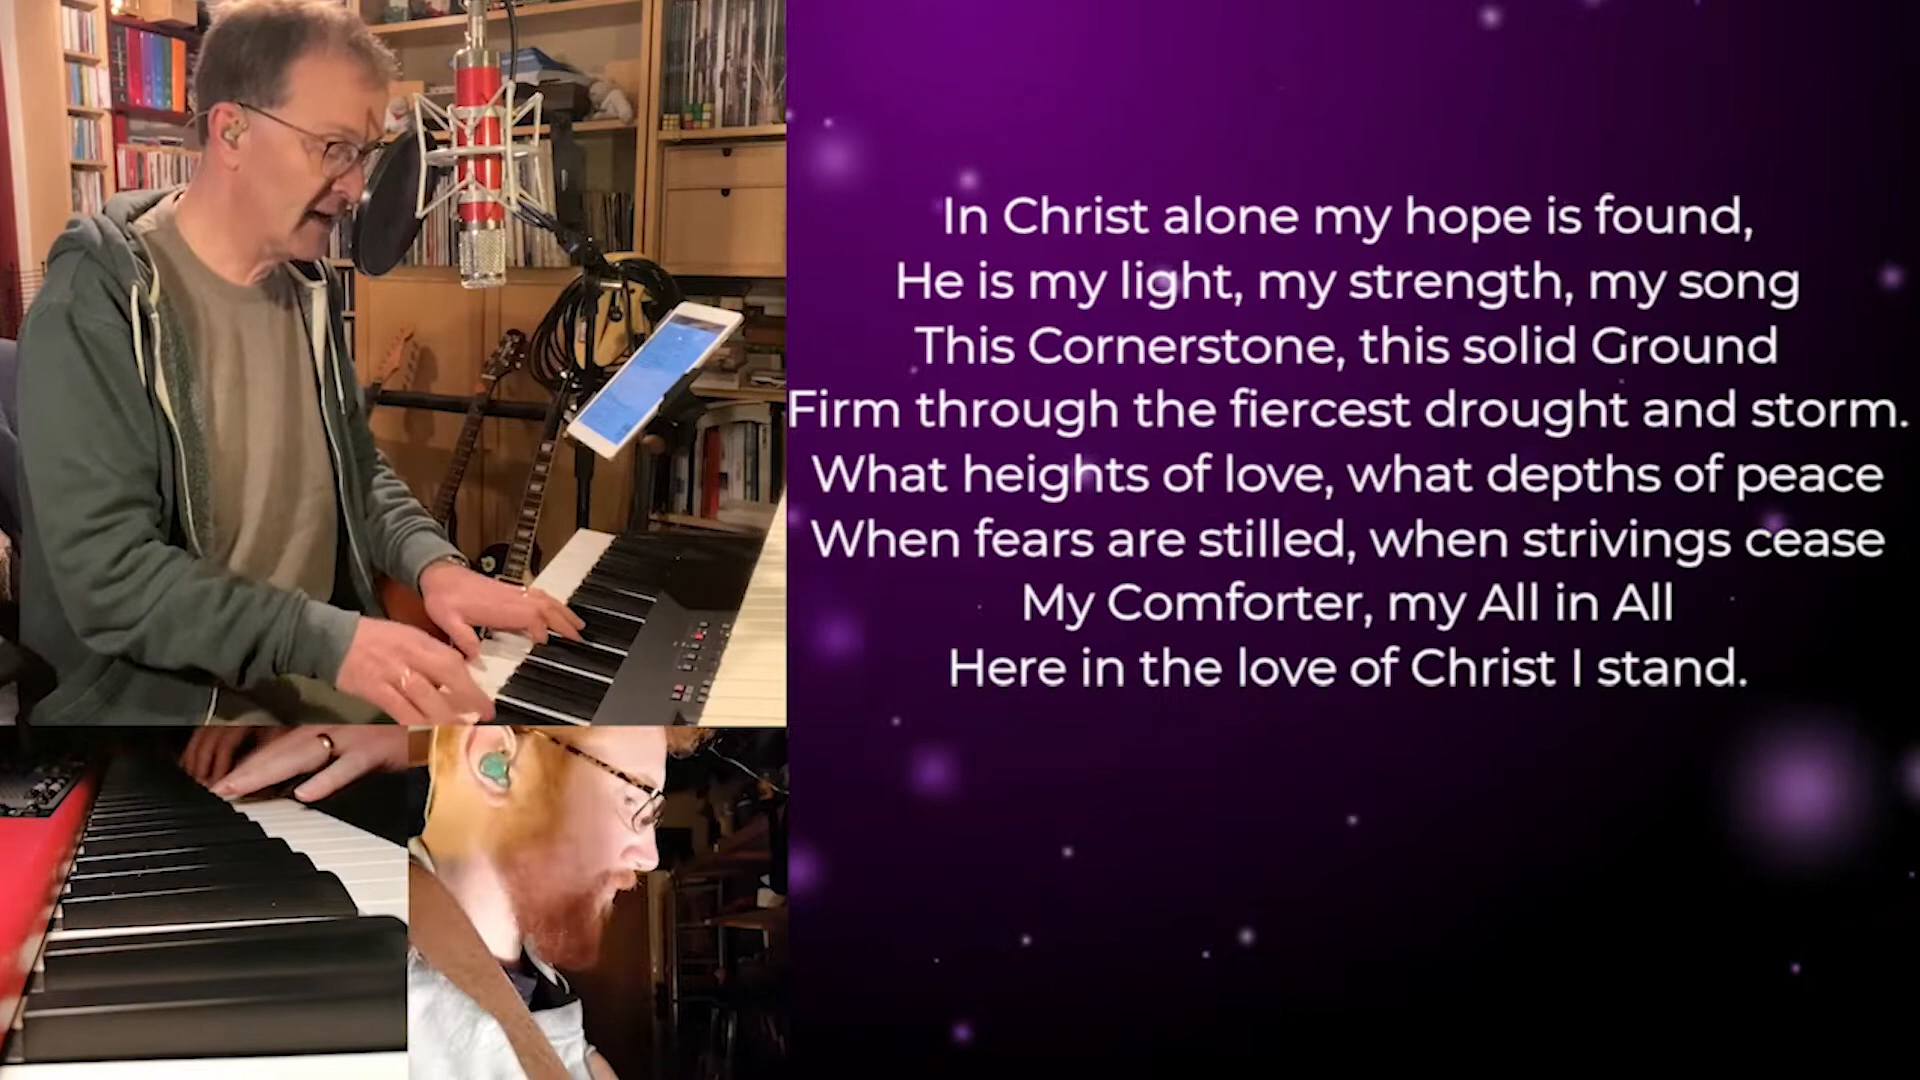 In Christ alone my hope is found,
He is my light, my strength, my song
This Cornerstone, this solid Ground
Firm through the fiercest drought and storm.
What heights of love, what depths of peace
When fears are stilled, when strivings cease
My Comforter, my All in All
Here in the love of Christ I stand.